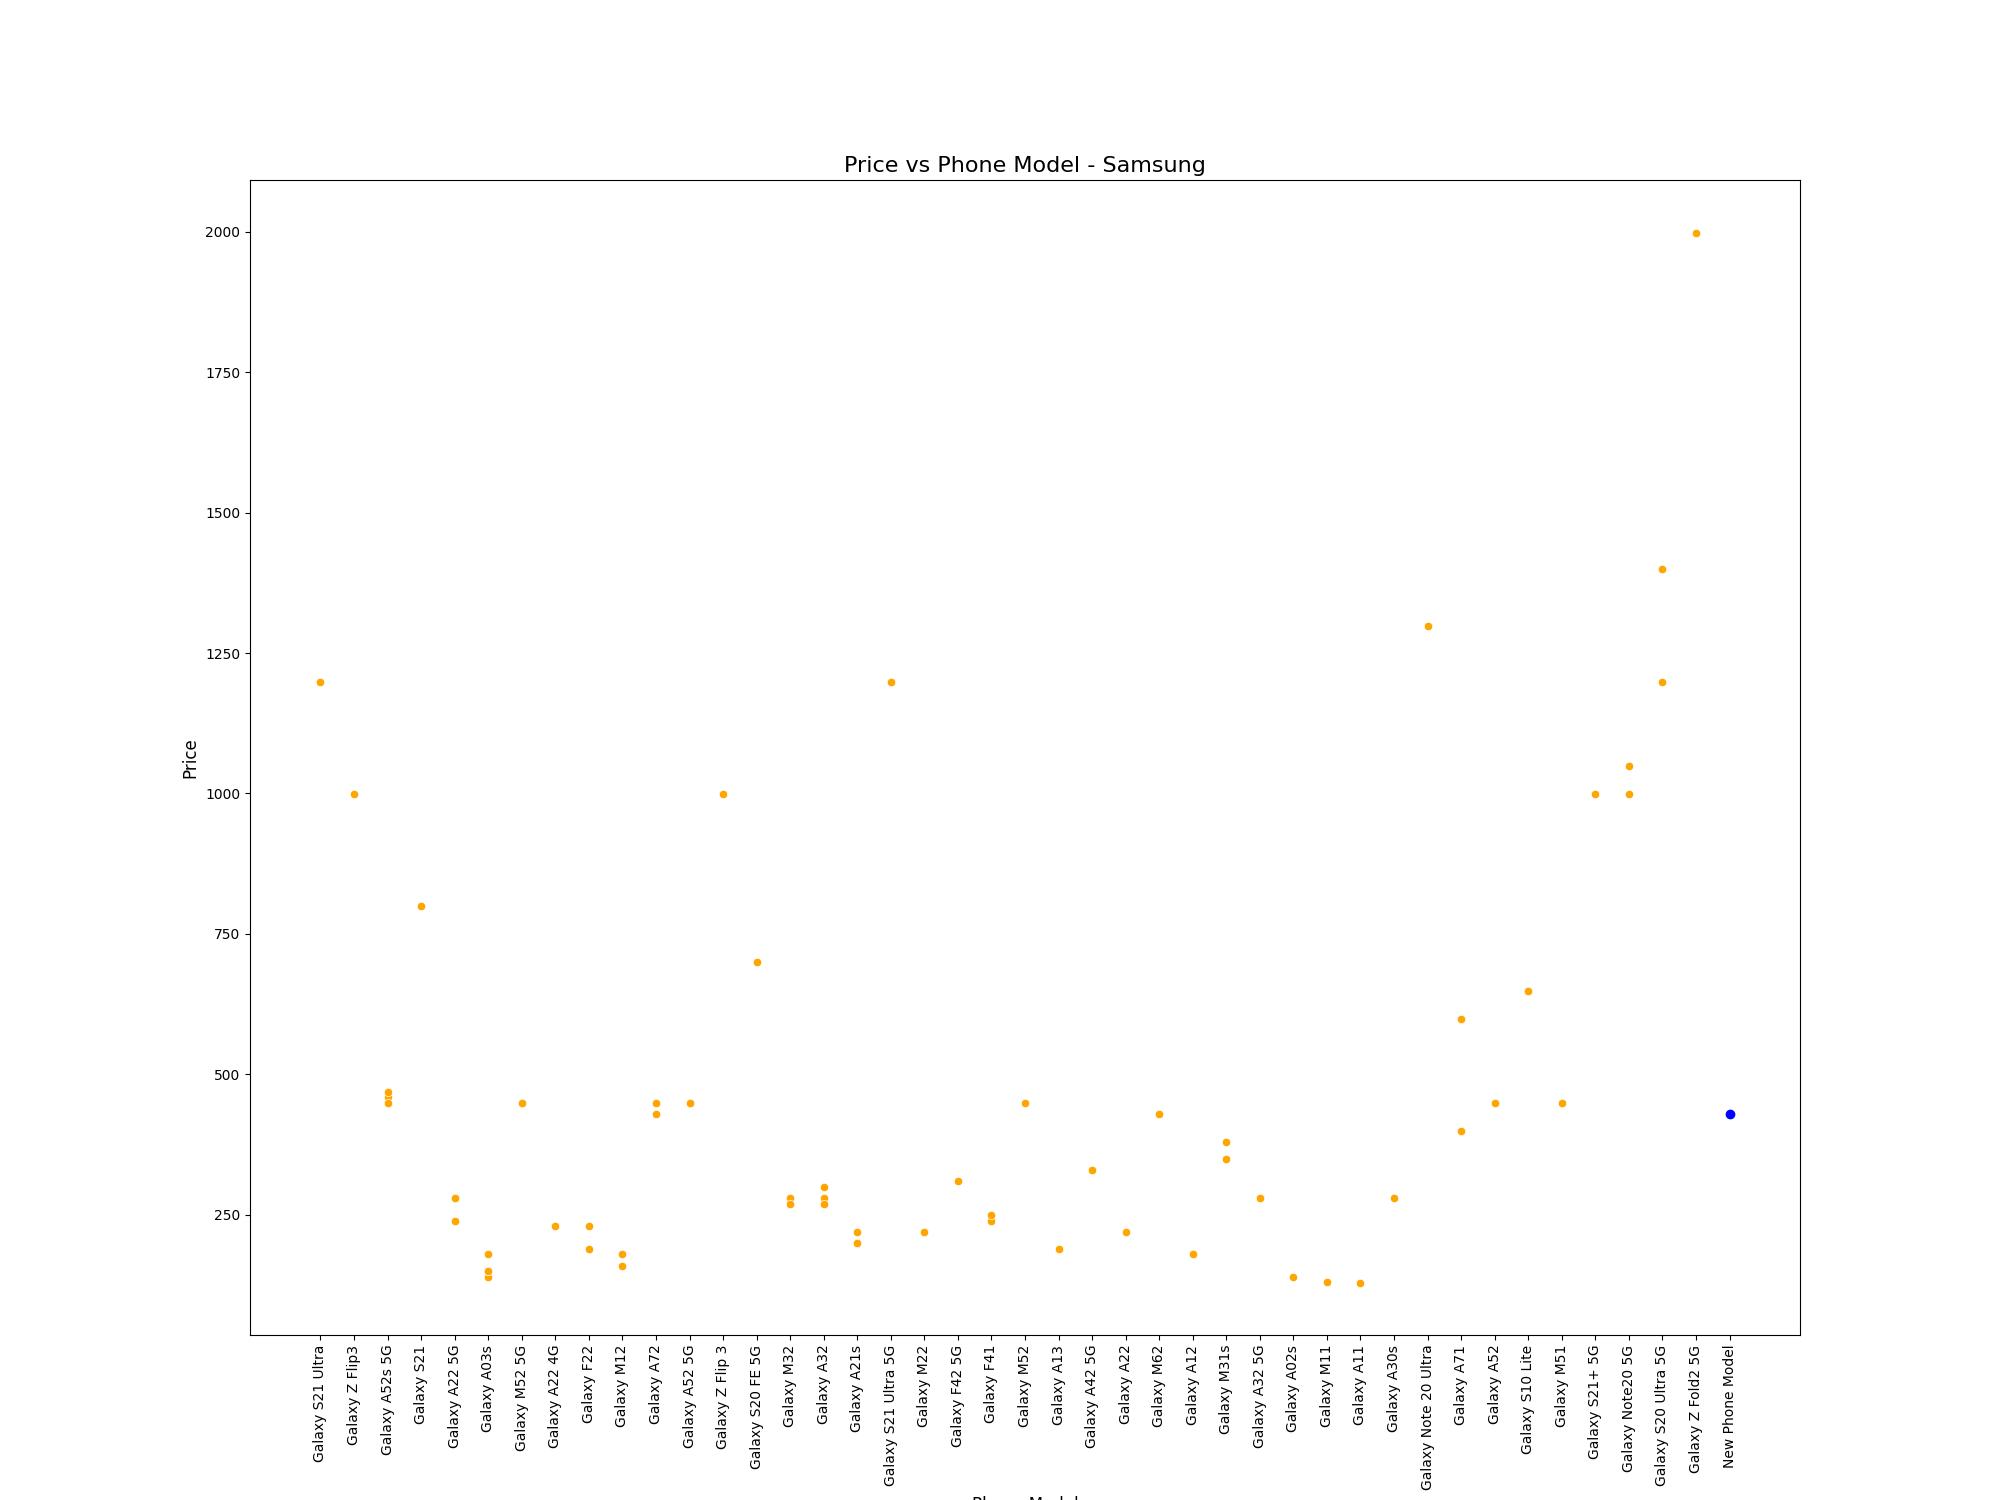 Price vs Phone Model - Samsung
Price
2000
1750
1500
1250
1000
750
500
250
Galaxy S21 Ultra
Galaxy Z Flip3
Galaxy A52s 5G
Galaxy S21
Galaxy A22 5G
Galaxy A03s
Galaxy M52 5G
Galaxy A22 4G
Galaxy F22
Galaxy M12
Galaxy A72
Galaxy A52 5G
Galaxy Z Flip 3
Galaxy S20 FE 5G
Galaxy M32
Galaxy A32
Galaxy A21s
Galaxy S21 Ultra 5G
Galaxy M22
Galaxy F42 5G
Galaxy F41
Galaxy M52
Galaxy A13
Galaxy A42 5G
Galaxy A22
Galaxy M62
Galaxy A12
Galaxy M31s
Galaxy A32 5G
Galaxy A02s
Galaxy M11
Galaxy A11
Galaxy A30s
Galaxy Note 20 Ultra
Galaxy A71
Galaxy A52
Galaxy S10 Lite
Galaxy M51
Galaxy S21+ 5G
Galaxy Note20 5G
Galaxy S20 Ultra 5G
Galaxy Z Fold2 5G
New Phone Model
Phone Model